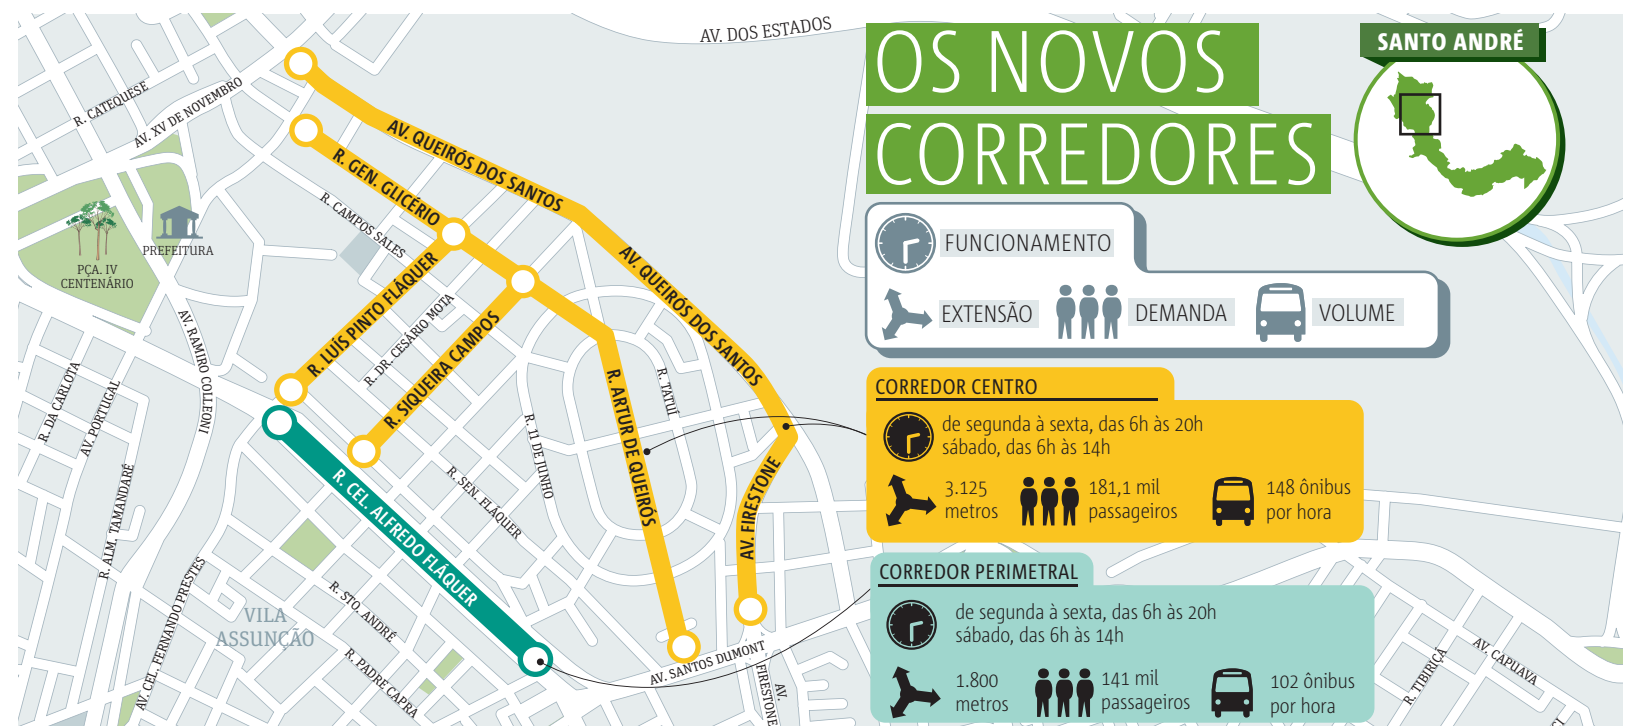 AV. DOS ESTADOS
OS NOVOS
CORREDORES
SANTO ANDRÉ
R. CATEQUESE
AV. XV DE NOVEMBRO
AV. QUEIRÓS DOS SANTOS
R. GEN. GLICÉRIO
R. CAMPOS SALES
PREFEITURA
PÇA. IV
CENTENÁRIO
AV. QUEIRÓS DOS SANTOS
R. LUÍS PINTO FLÁQUER
R. DR. CESÁRIO MOTA
R. SIQUEIRA CAMPOS
AV. RAMIRO COLLEONI
R. DA CARLOTA
AV. PORTUGAL
R. ALM. TAMANDARÉ
R. TATUÍ
R. ARTUR DE QUEIRÓS
R. 11 DE JUNHO
R. SEN. FLÁQUER
R. CEL. ALFREDO FLÁQUER
AV. FIRESTONE
VILA
ASSUNÇÃO
AV. CEL. FERNANDO PRESTES
R. STO. ANDRÉ
R. PADRE CAPRA
AV. SANTOS DUMONT
AV.
FIRESTONE
FUNCIONAMENTO
EXTENSÃO
DEMANDA
VOLUME
CORREDOR CENTRO
de segunda à sexta, das 6h às 20h
sábado, das 6h às 14h
3.125
metros
181,1 mil
passageiros
148 ônibus
por hora
CORREDOR PERIMETRAL
de segunda à sexta, das 6h às 20h
sábado, das 6h às 14h
1.800
metros
141 mil
passageiros
102 ônibus
por hora
R. TIBIRIÇÁ
AV. CAPUAVA